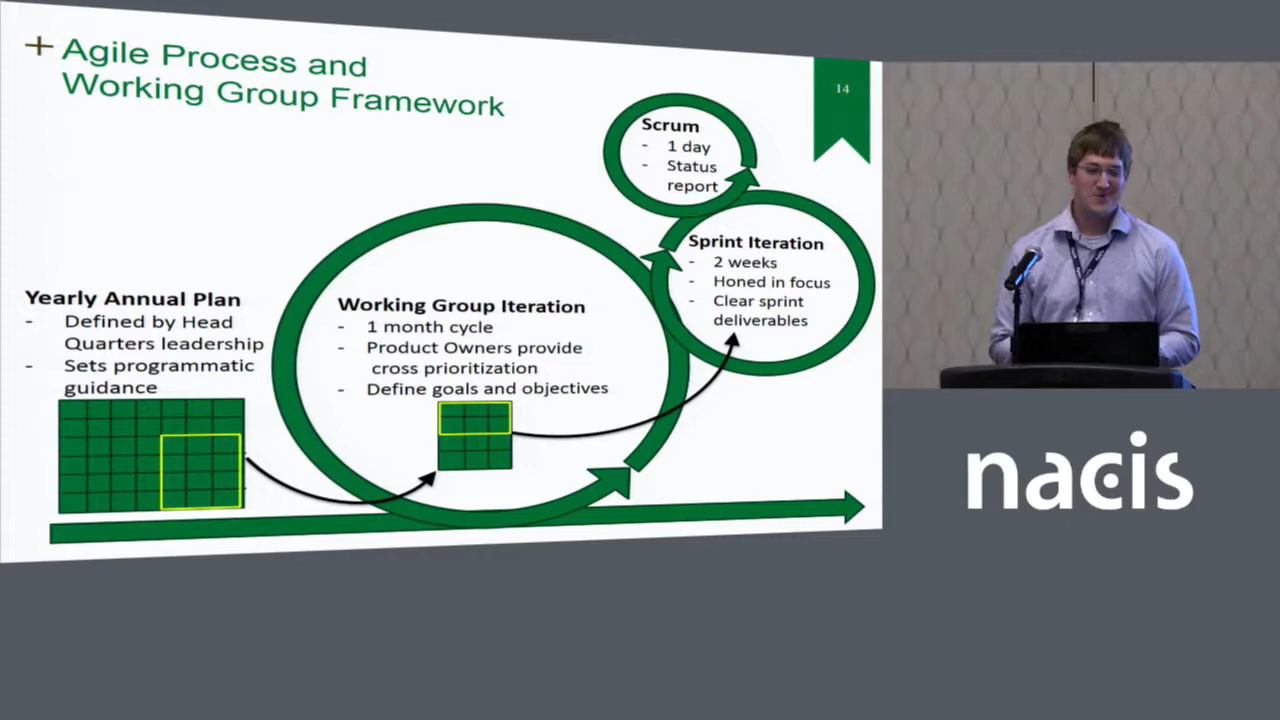 + Agile Process and
Working Group Framework
14
Scrum
- 1 day
- Status
report
Sprint Iteration
- 2 weeks
- Honed in focus
- Clear sprint
deliverables
Yearly Annual Plan
- Defined by Head
Quarters leadership
- Sets programmatic
guidance
Working Group Iteration
- 1 month cycle
- Product Owners provide
cross prioritization
- Define goals and objectives
nacis